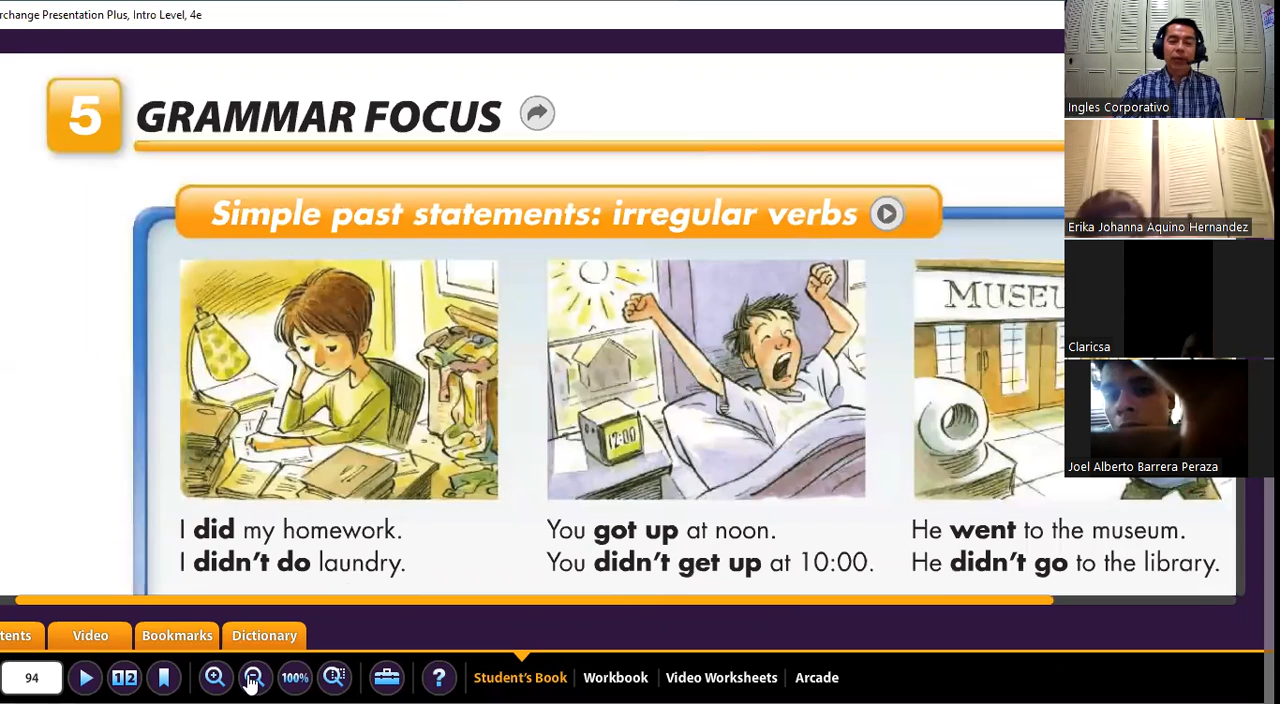 rchange Presentation Plus, Intro Level, 4e
5 GRAMMAR FOCUS
Simple past statements: irregular verbs
MUSEU
12:00
I did my homework.
I didn't do laundry.
You got up at noon.
You didn't get up at 10:00.
He went to the museum.
He didn't go to the library.
Ingles Corporativo
Erika Johanna Aquino Hernandez
Claricsa
Joel Alberto Barrera Peraza
tents Video Bookmarks Dictionary
94 1 2 100% ? Student's Book Workbook Video Worksheets Arcade